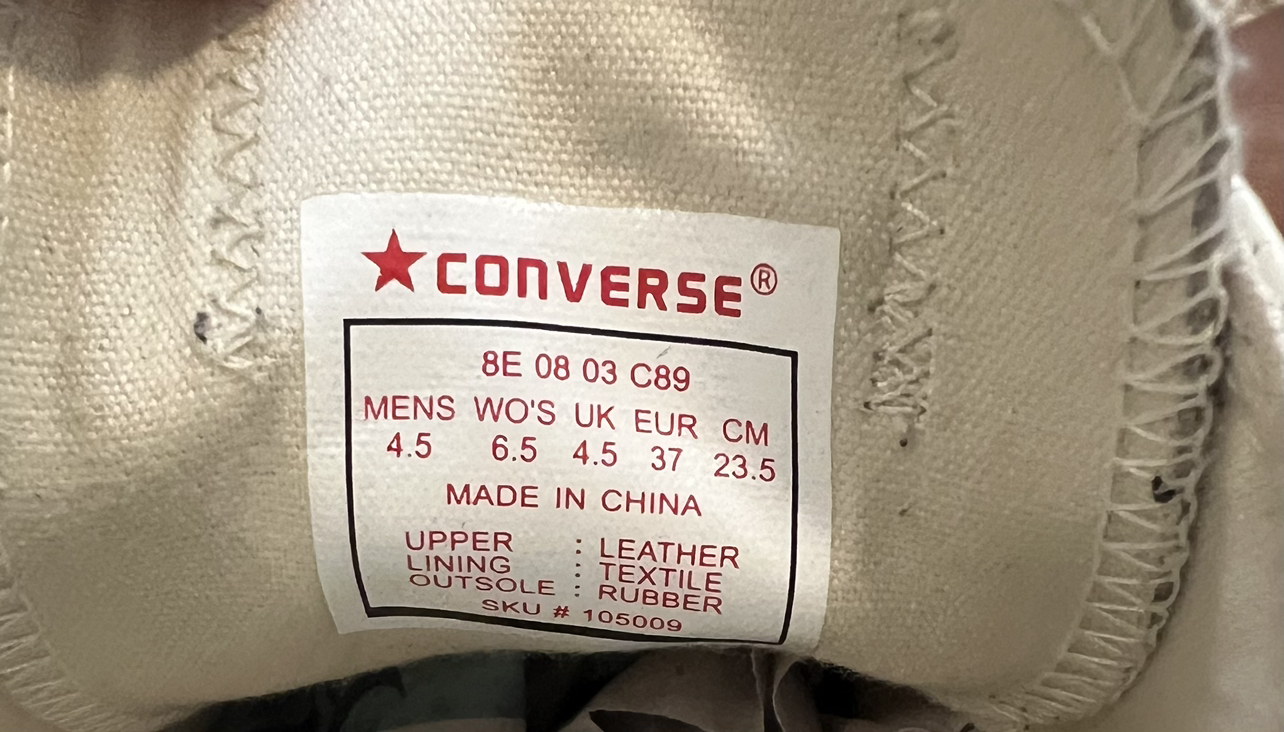 ★CONVERSE®
8E 08 03 C89
MENS WO'S UK EUR CM
4.5 6.5 4.5 37 23.5
MADE IN CHINA
UPPER : LEATHER
LINING : TEXTILE
OUTSOLE : RUBBER
SKU # 105009